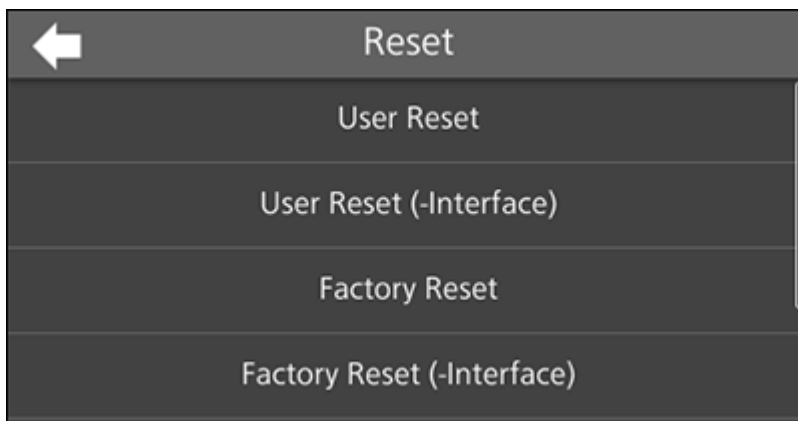 Reset
User Reset
User Reset (-Interface)
Factory Reset
Factory Reset (-Interface)